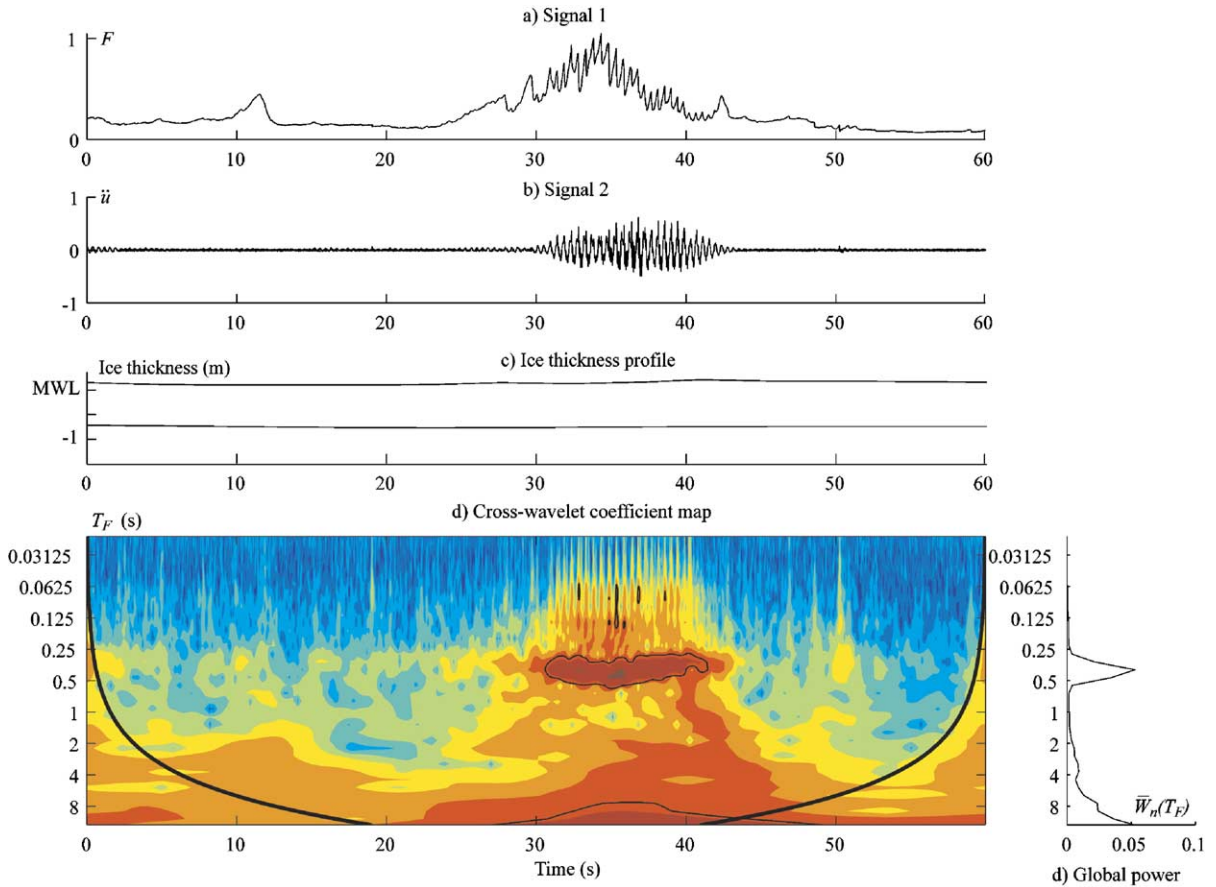 a) Signal 1
F
1
0
0 10 20 30 40 50 60
b) Signal 2
ü
1
0
-1
0 10 20 30 40 50 60
Ice thickness (m)
c) Ice thickness profile
MWL
-1
0 10 20 30 40 50 60
T_F (s)
d) Cross-wavelet coefficient map
0.03125
0.0625
0.125
0.25
0.5
1
2
4
8
0 10 20 30 40 50
Time (s)
0.03125
0.0625
0.125
0.25
0.5
1
2
4
8
W̅_n(T_F)
0 0.05 0.1
d) Global power